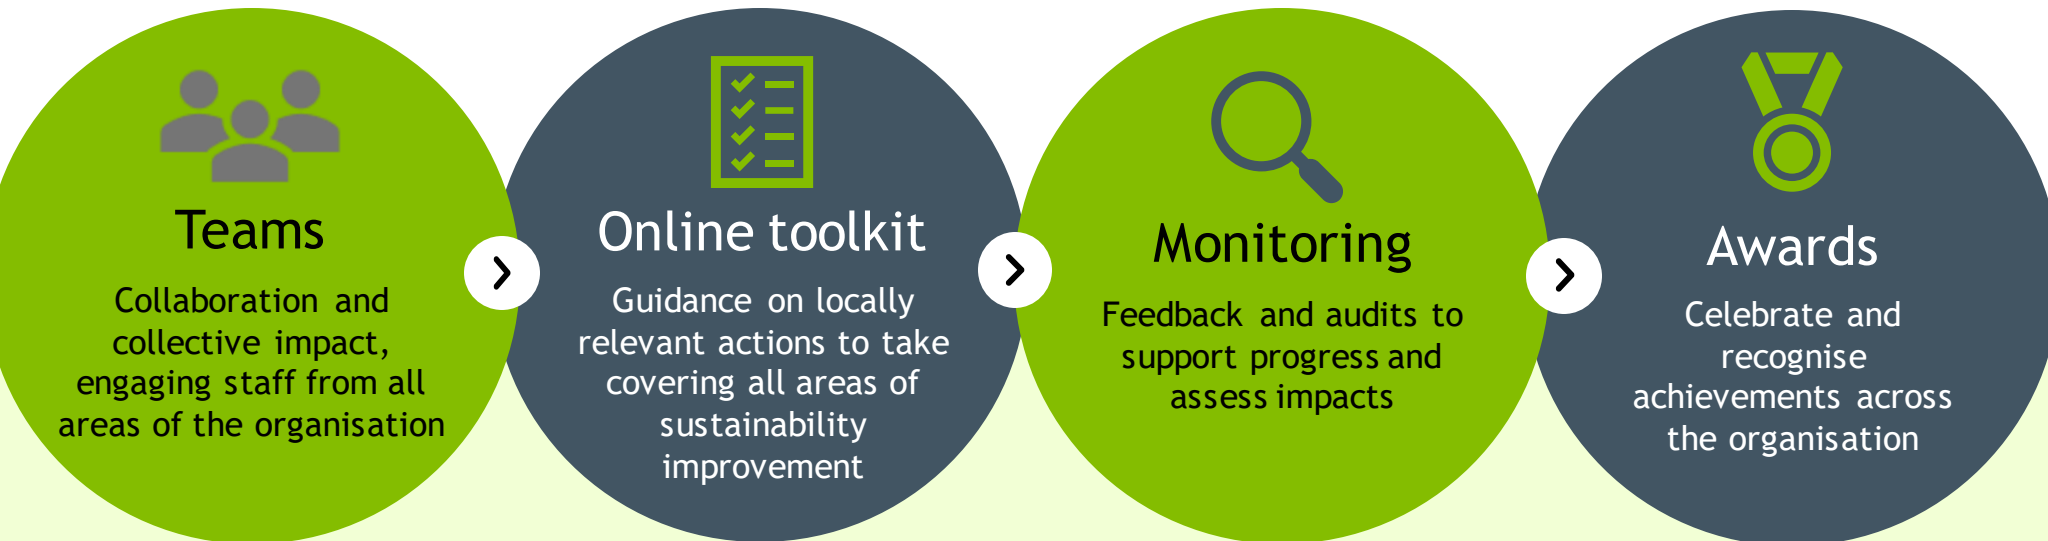 Teams
Collaboration and
collective impact,
engaging staff from all
areas of the organisation
Online toolkit
Guidance on locally
relevant actions to take
covering all areas of
sustainability
improvement
Monitoring
Feedback and audits to
support progress and
assess impacts
Awards
Celebrate and
recognise
achievements across
the organisation